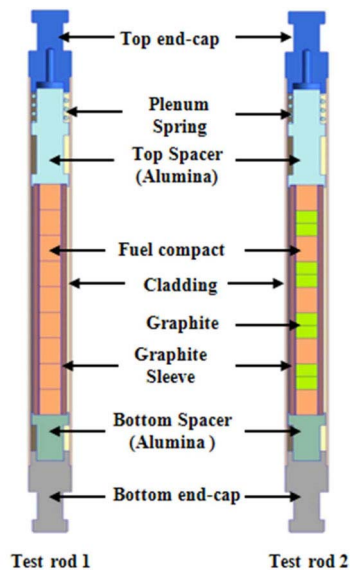 Top end-cap
Plenum
Spring
Top Spacer
(Alumina)
Fuel compact
Cladding
Graphite
Graphite
Sleeve
Bottom Spacer
(Alumina )
Bottom end-cap
Test rod 1
Test rod 2